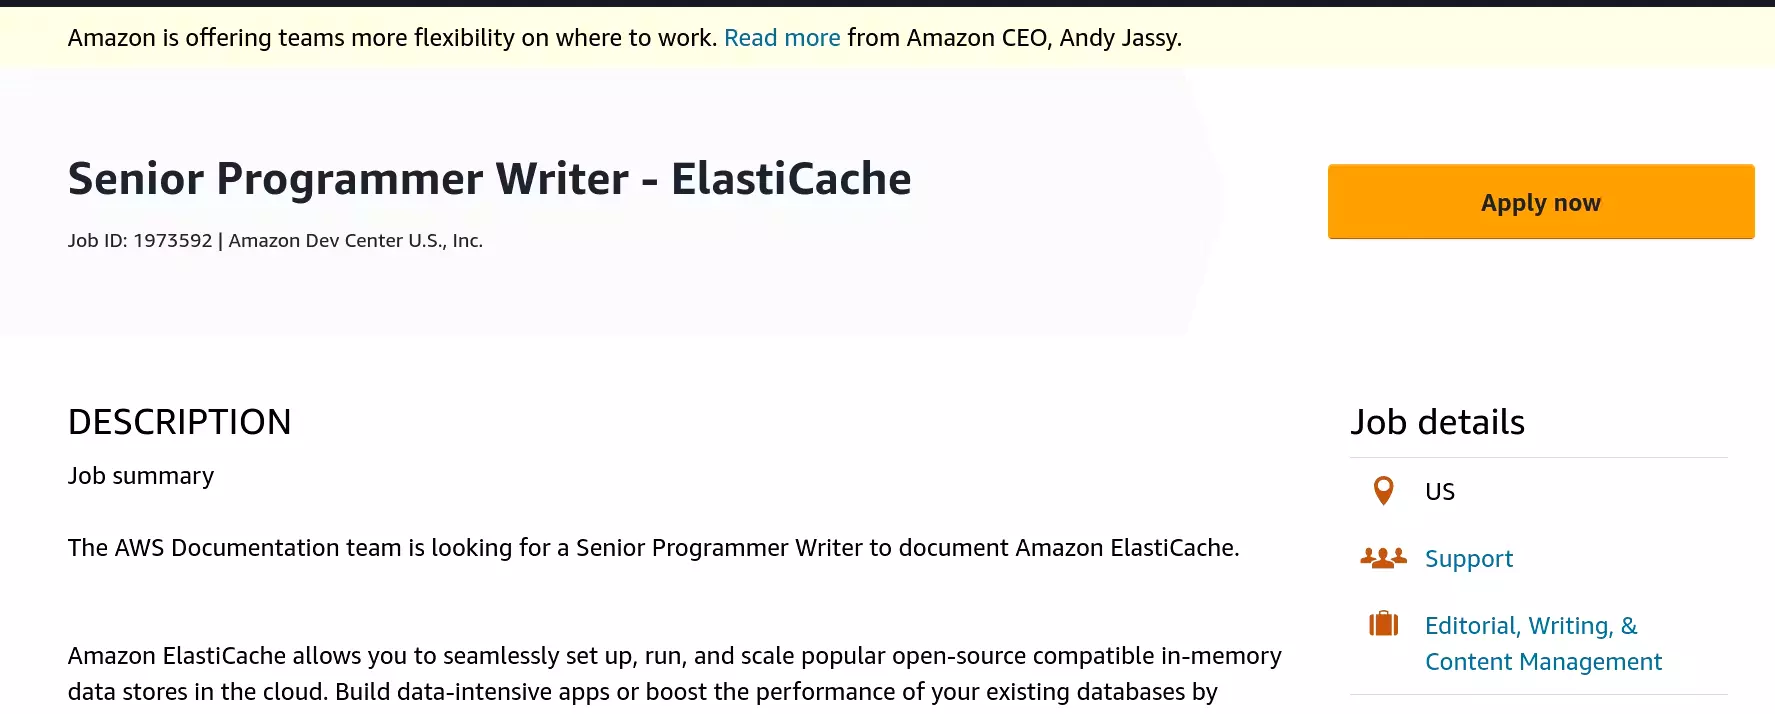 Amazon is offering teams more flexibility on where to work. Read more from Amazon CEO, Andy Jassy.
Senior Programmer Writer - ElastiCache
Apply now
Job ID: 1973592 | Amazon Dev Center U.S., Inc.
DESCRIPTION
Job summary
The AWS Documentation team is looking for a Senior Programmer Writer to document Amazon ElastiCache.
Amazon ElastiCache allows you to seamlessly set up, run, and scale popular open-source compatible in-memory
data stores in the cloud. Build data-intensive apps or boost the performance of your existing databases by
Job details
US
Support
Editorial, Writing, &
Content Management